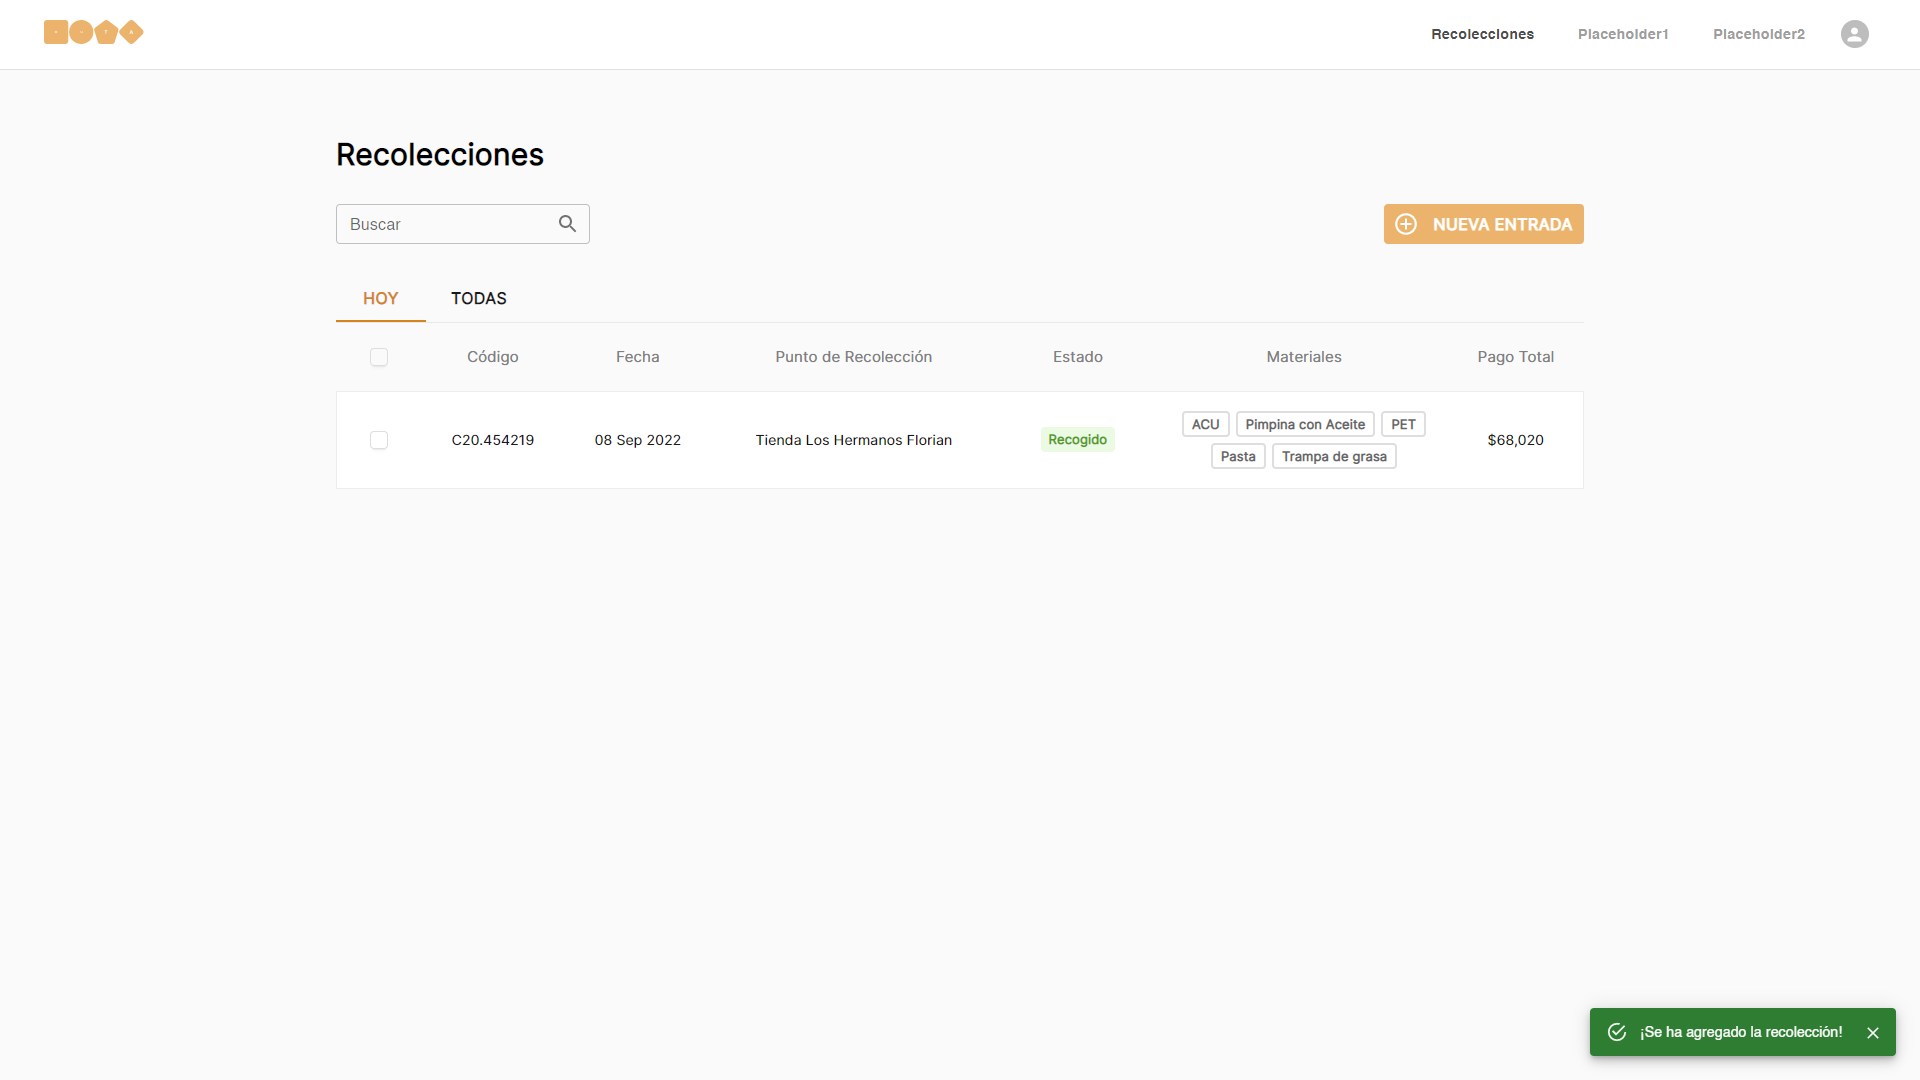 Recolecciones Placeholder1 Placeholder2
Recolecciones
Buscar
NUEVA ENTRADA
HOY TODAS
Código Fecha Punto de Recolección Estado Materiales Pago Total
C20.454219 08 Sep 2022 Tienda Los Hermanos Florian Recogido ACU Pimpina con Aceite PET $68,020
Pasta Trampa de grasa
¡Se ha agregado la recolección!